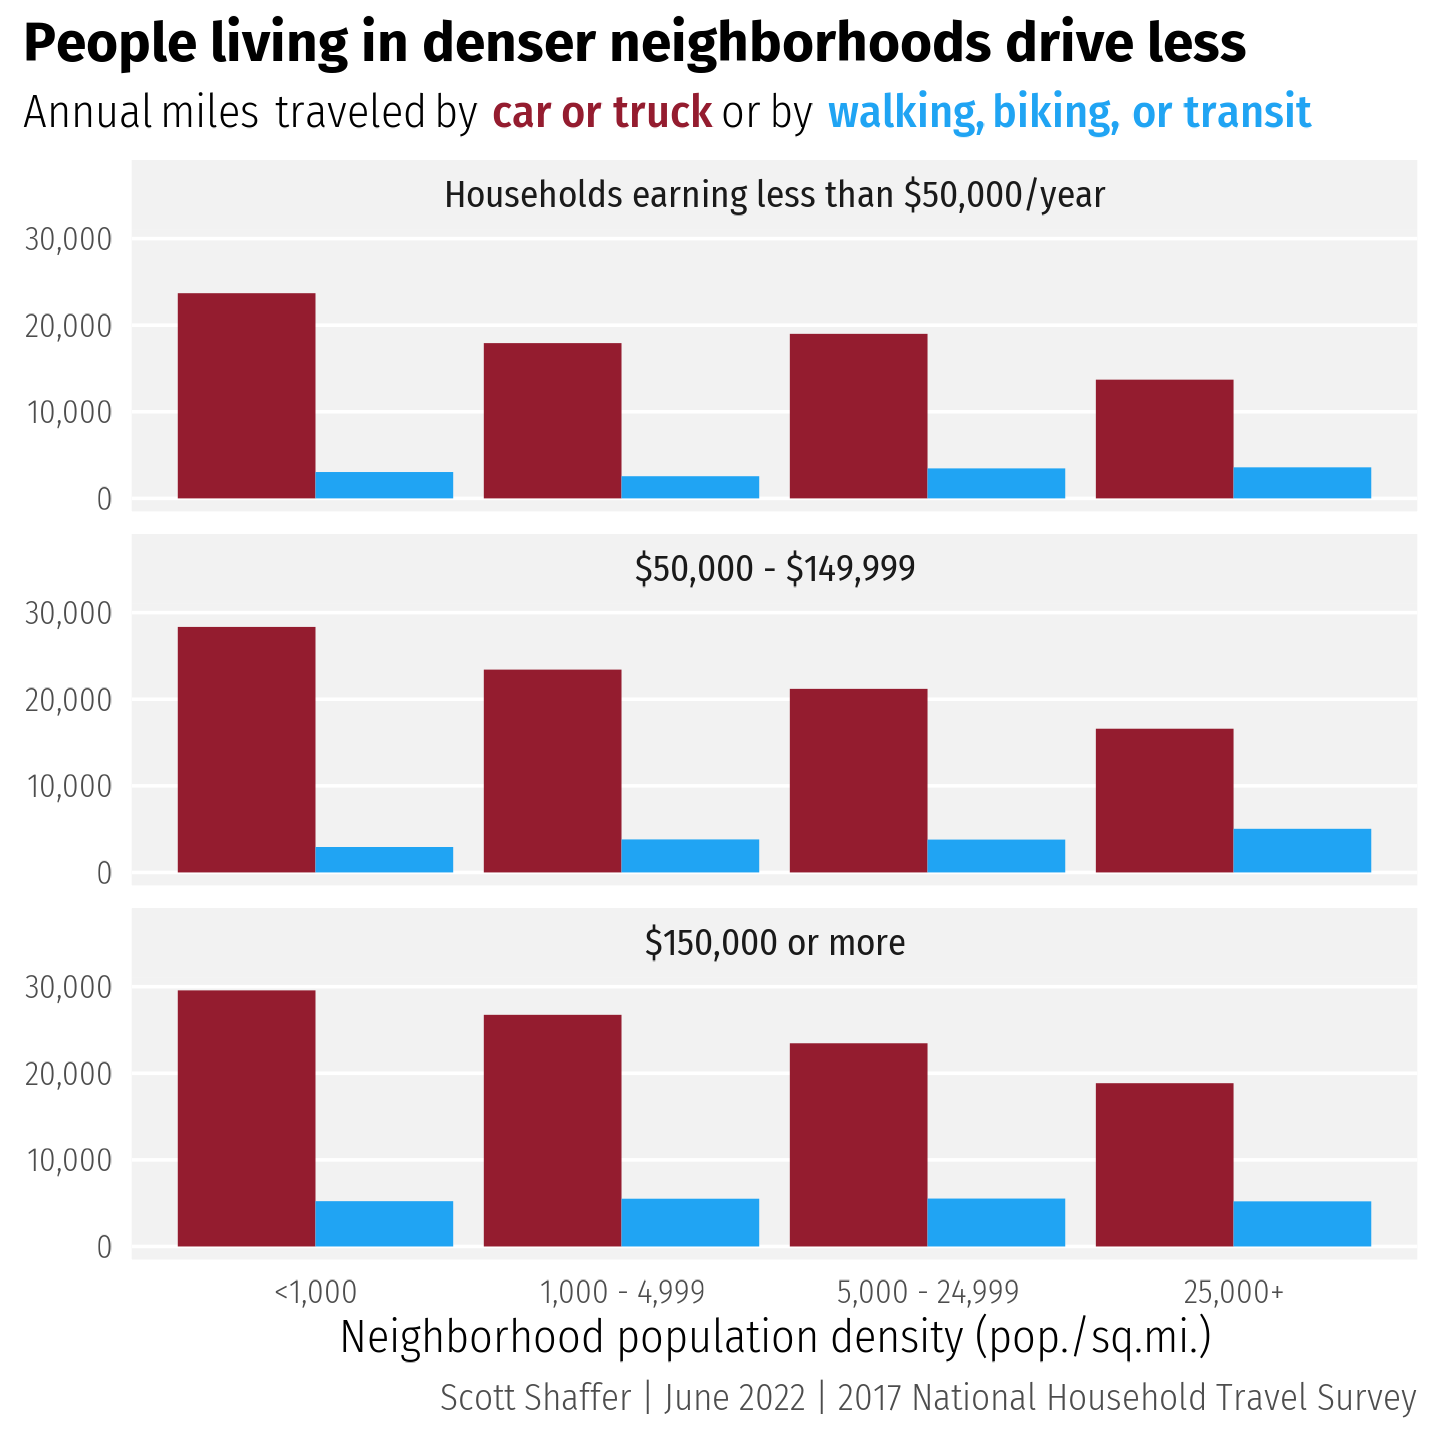 People living in denser neighborhoods drive less
Annual miles traveled by car or truck or by walking, biking, or transit
Households earning less than $50,000/year
30,000
20,000
10,000
0
$50,000 - $149,999
30,000
20,000
10,000
0
$150,000 or more
30,000
20,000
10,000
0
<1,000 1,000 - 4,999 5,000 - 24,999 25,000+
Neighborhood population density (pop./sq.mi.)
Scott Shaffer | June 2022 | 2017 National Household Travel Survey